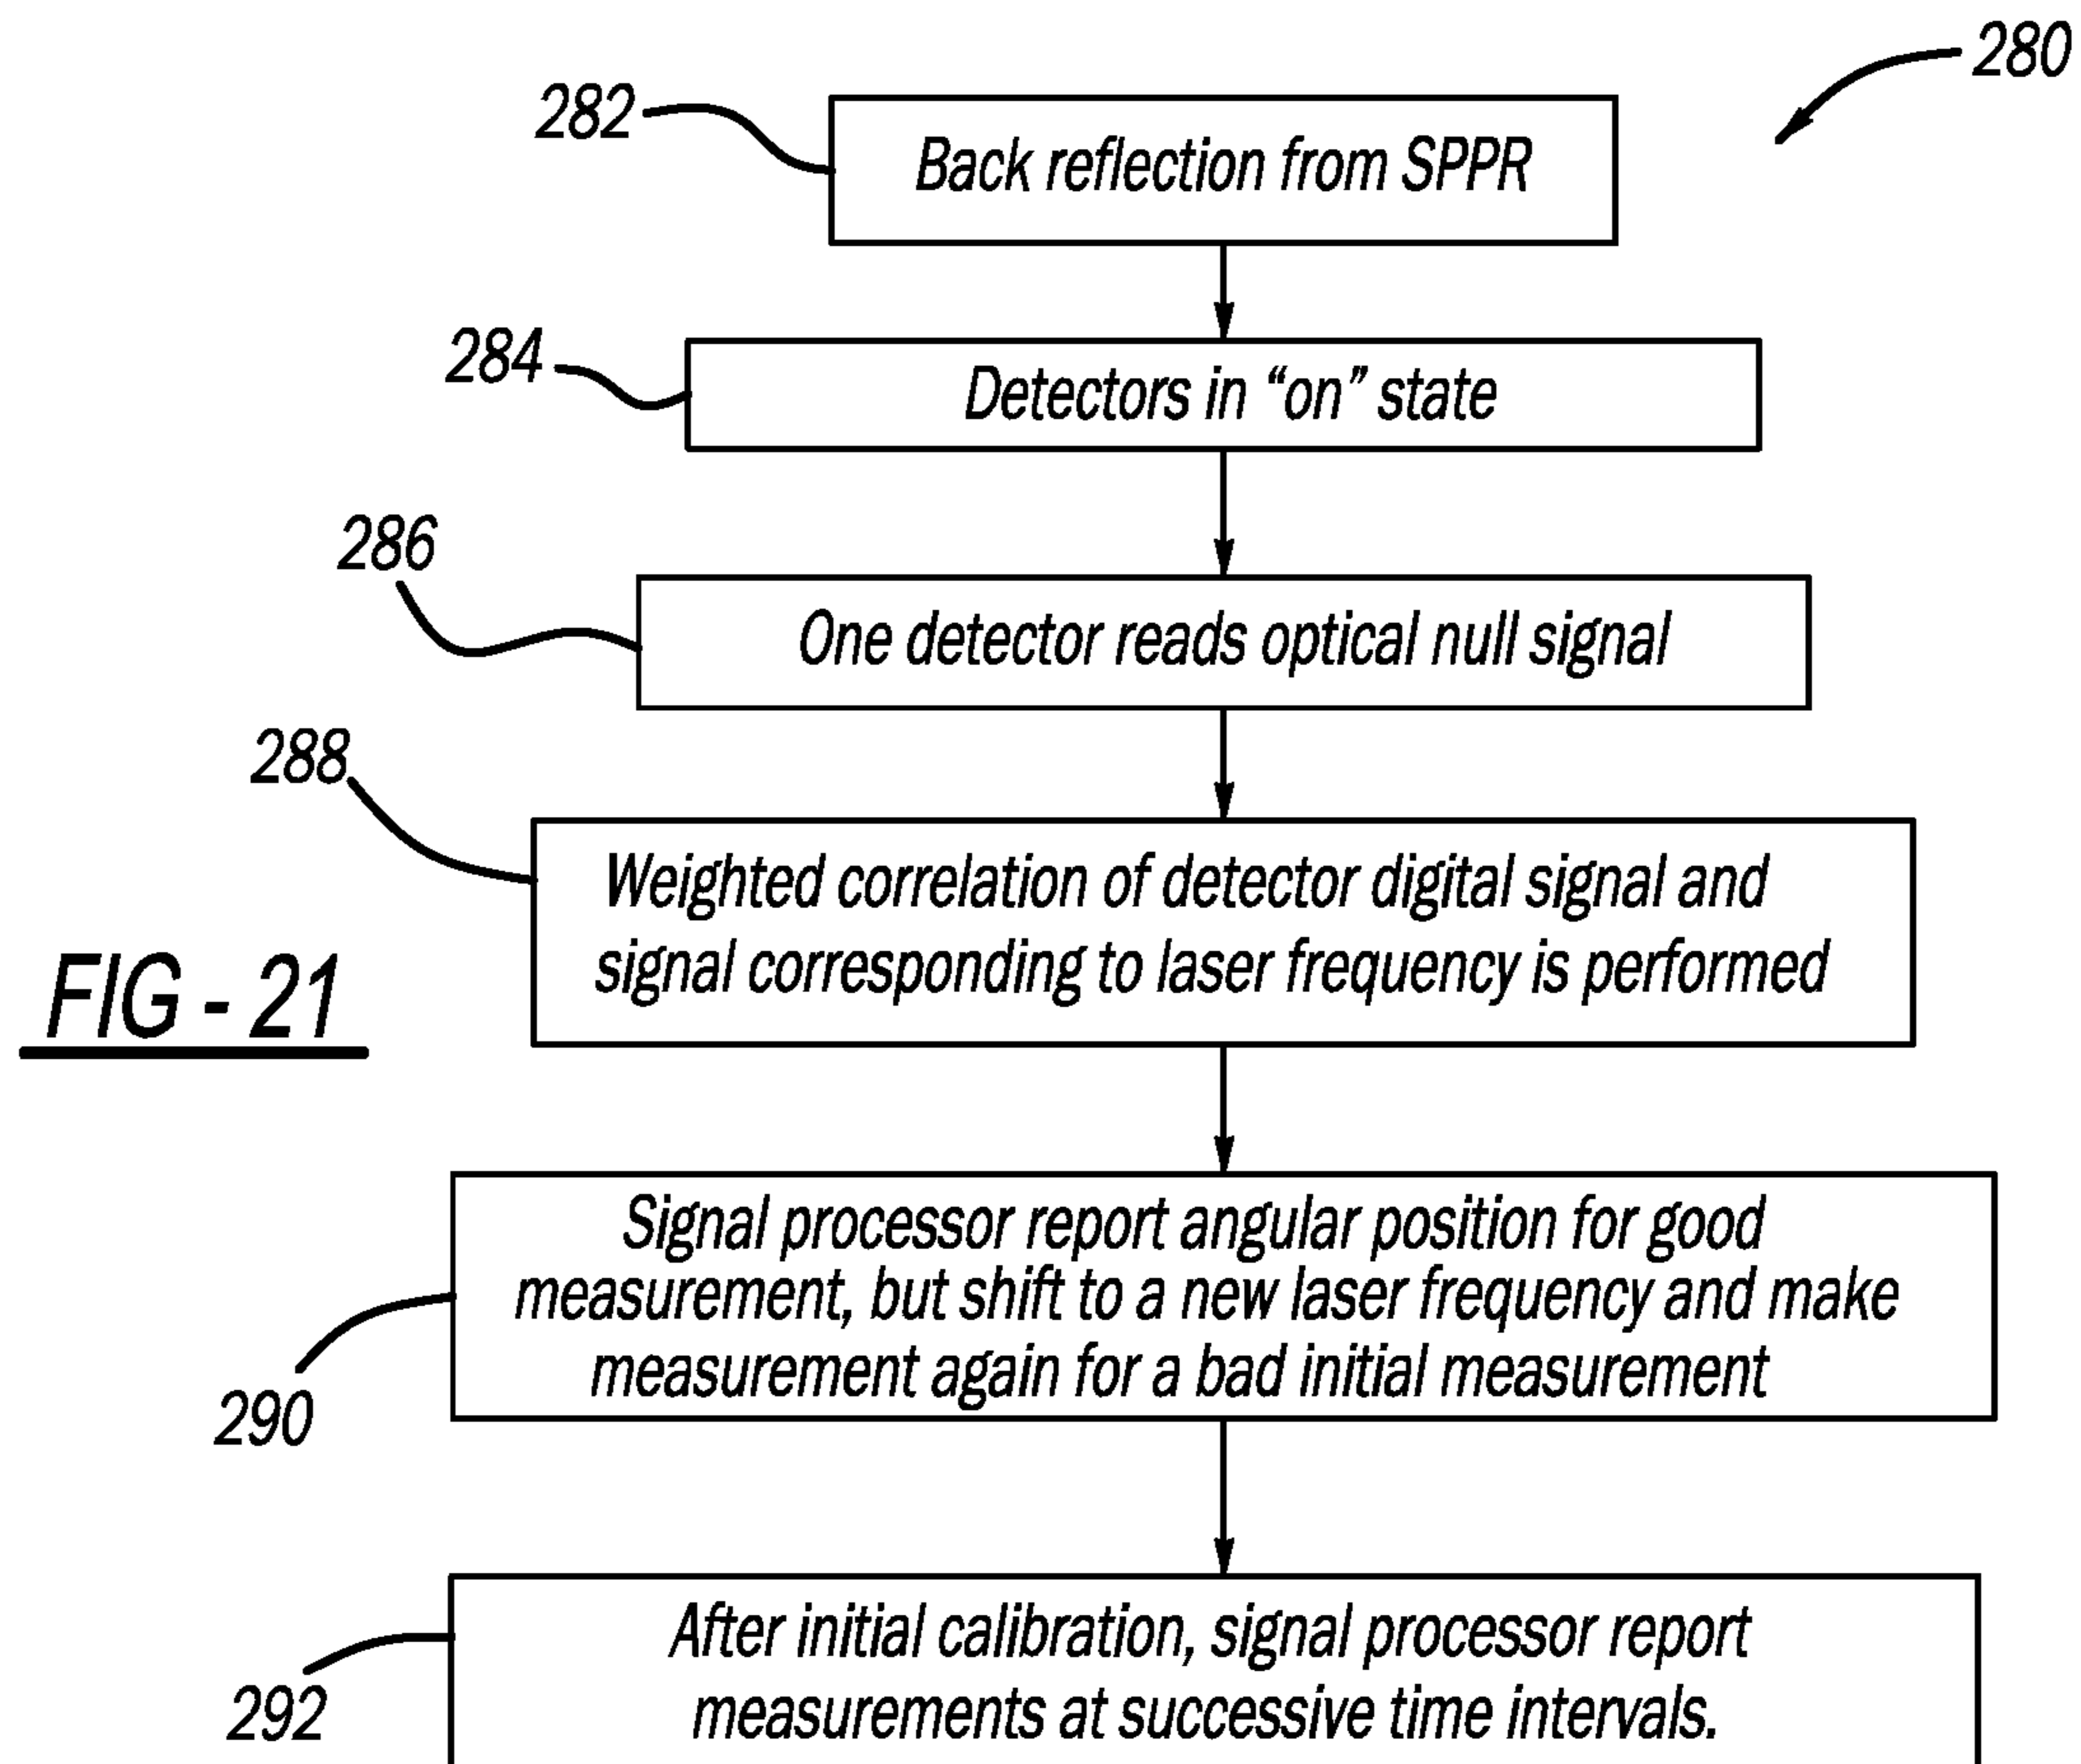 280
282
Back reflection from SPPR
284
Detectors in “on” state
286
One detector reads optical null signal
288
Weighted correlation of detector digital signal and
signal corresponding to laser frequency is performed
FIG - 21
Signal processor report angular position for good
measurement, but shift to a new laser frequency and make
measurement again for a bad initial measurement
290
After initial calibration, signal processor report
measurements at successive time intervals.
292